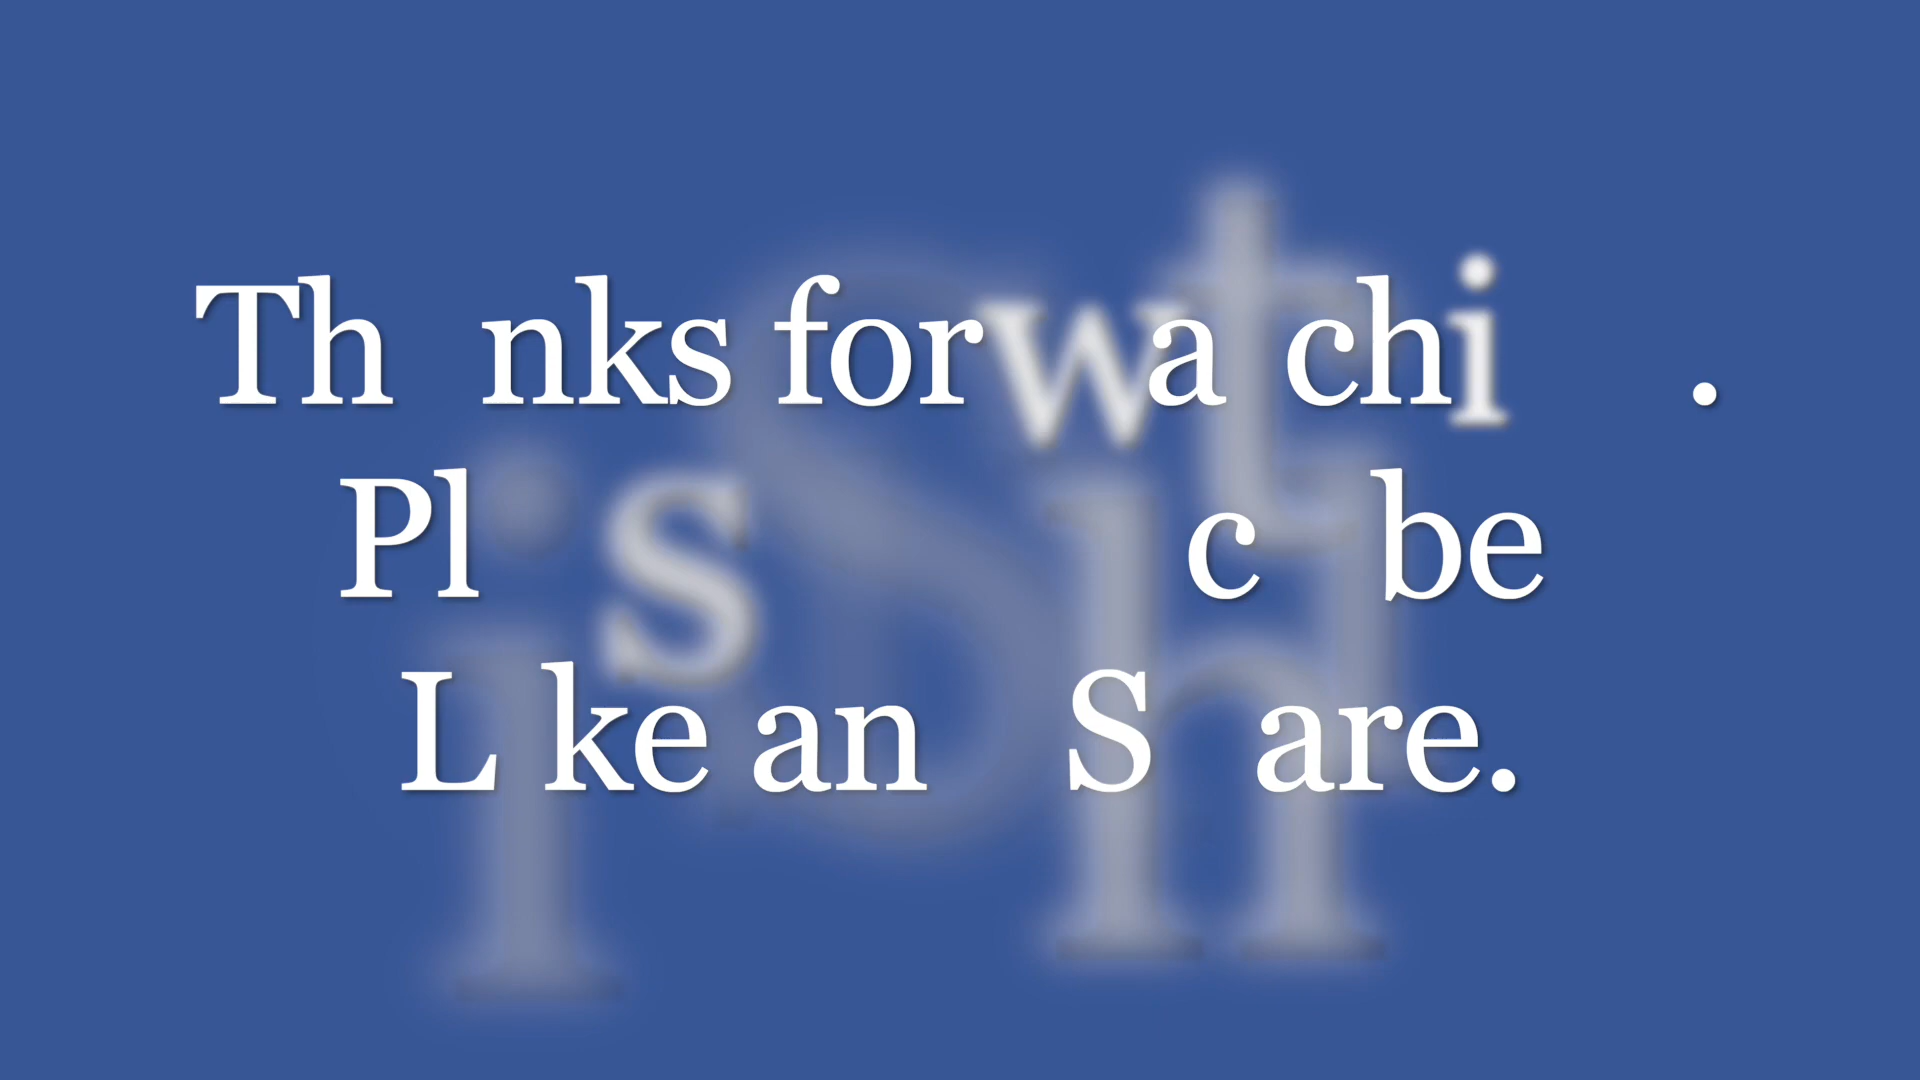 Th nks for wa chi .
Pl s c be
L ke an S are.